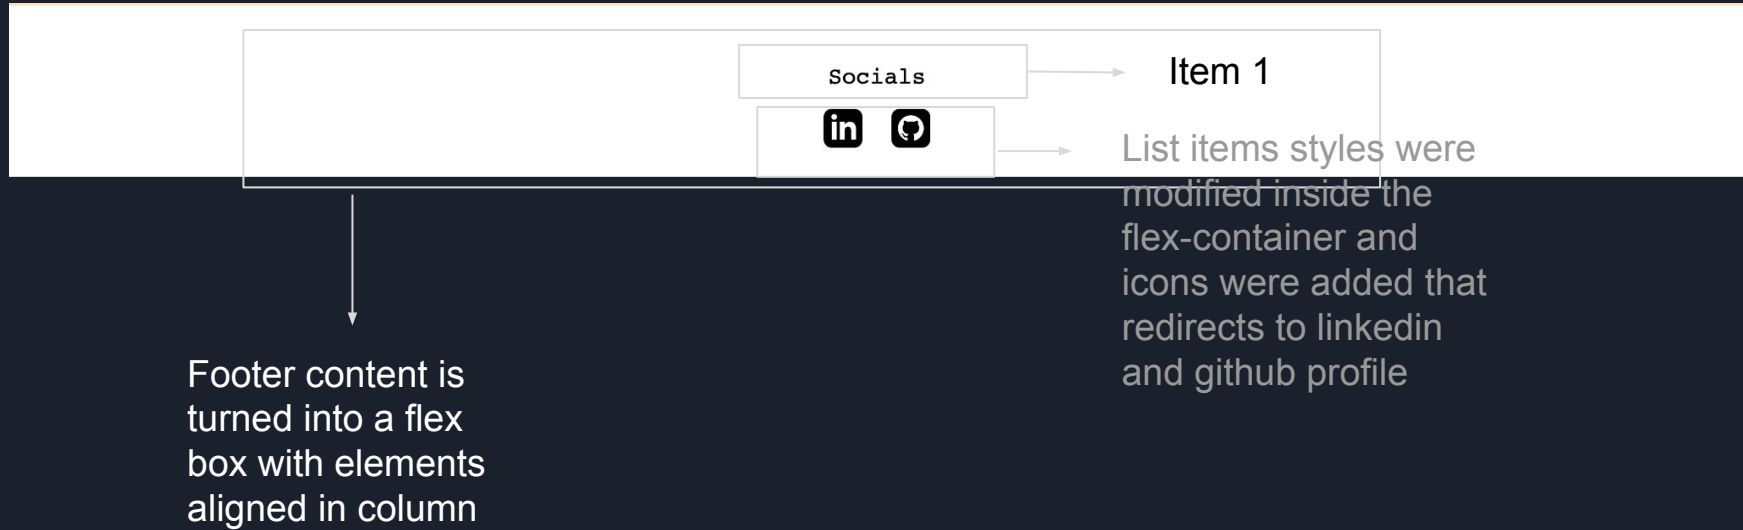 Socials
Item 1
in
List items styles were
modified inside the
flex-container and
icons were added that
redirects to linkedin
and github profile
Footer content is
turned into a flex
box with elements
aligned in column